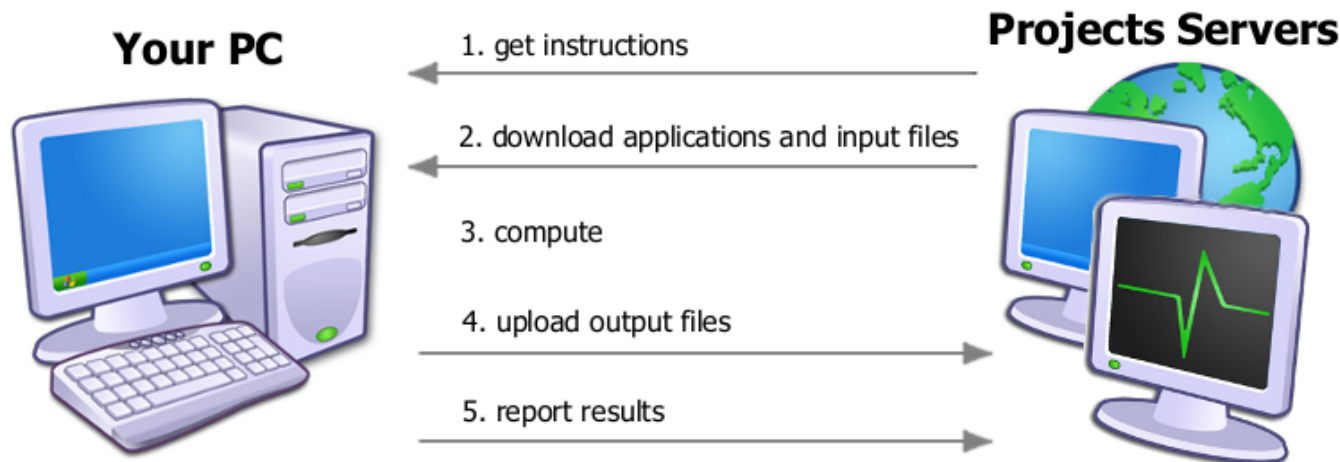 Your PC
Projects Servers
1. get instructions
2. download applications and input files
3. compute
4. upload output files
5. report results